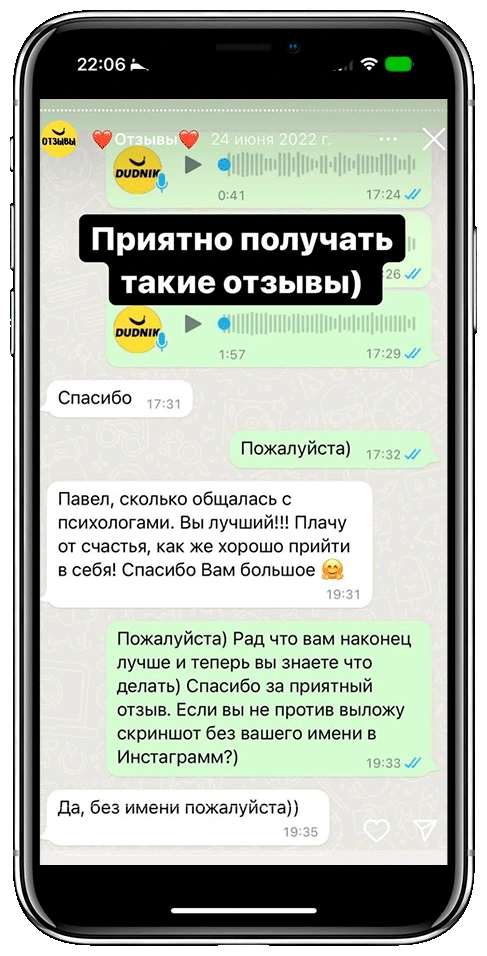 22:06
ОТЗЫВЫ
❤️Отзывы❤️ 24 июня 2022 г.
DUDNIK
0:41 17:24
Приятно получать
такие отзывы)
26
DUDNIK
1:57 17:29
Спасибо 17:31
Пожалуйста) 17:32
Павел, сколько общалась с
психологами. Вы лучший!!! Плачу
от счастья, как же хорошо прийти
в себя! Спасибо Вам большое 🤗
19:31
Пожалуйста) Рад что вам наконец
лучше и теперь вы знаете что
делать) Спасибо за приятный
отзыв. Если вы не против выложу
скриншот без вашего имени в
Инстаграмм?)
19:33
Да, без имени пожалуйста))
19:35